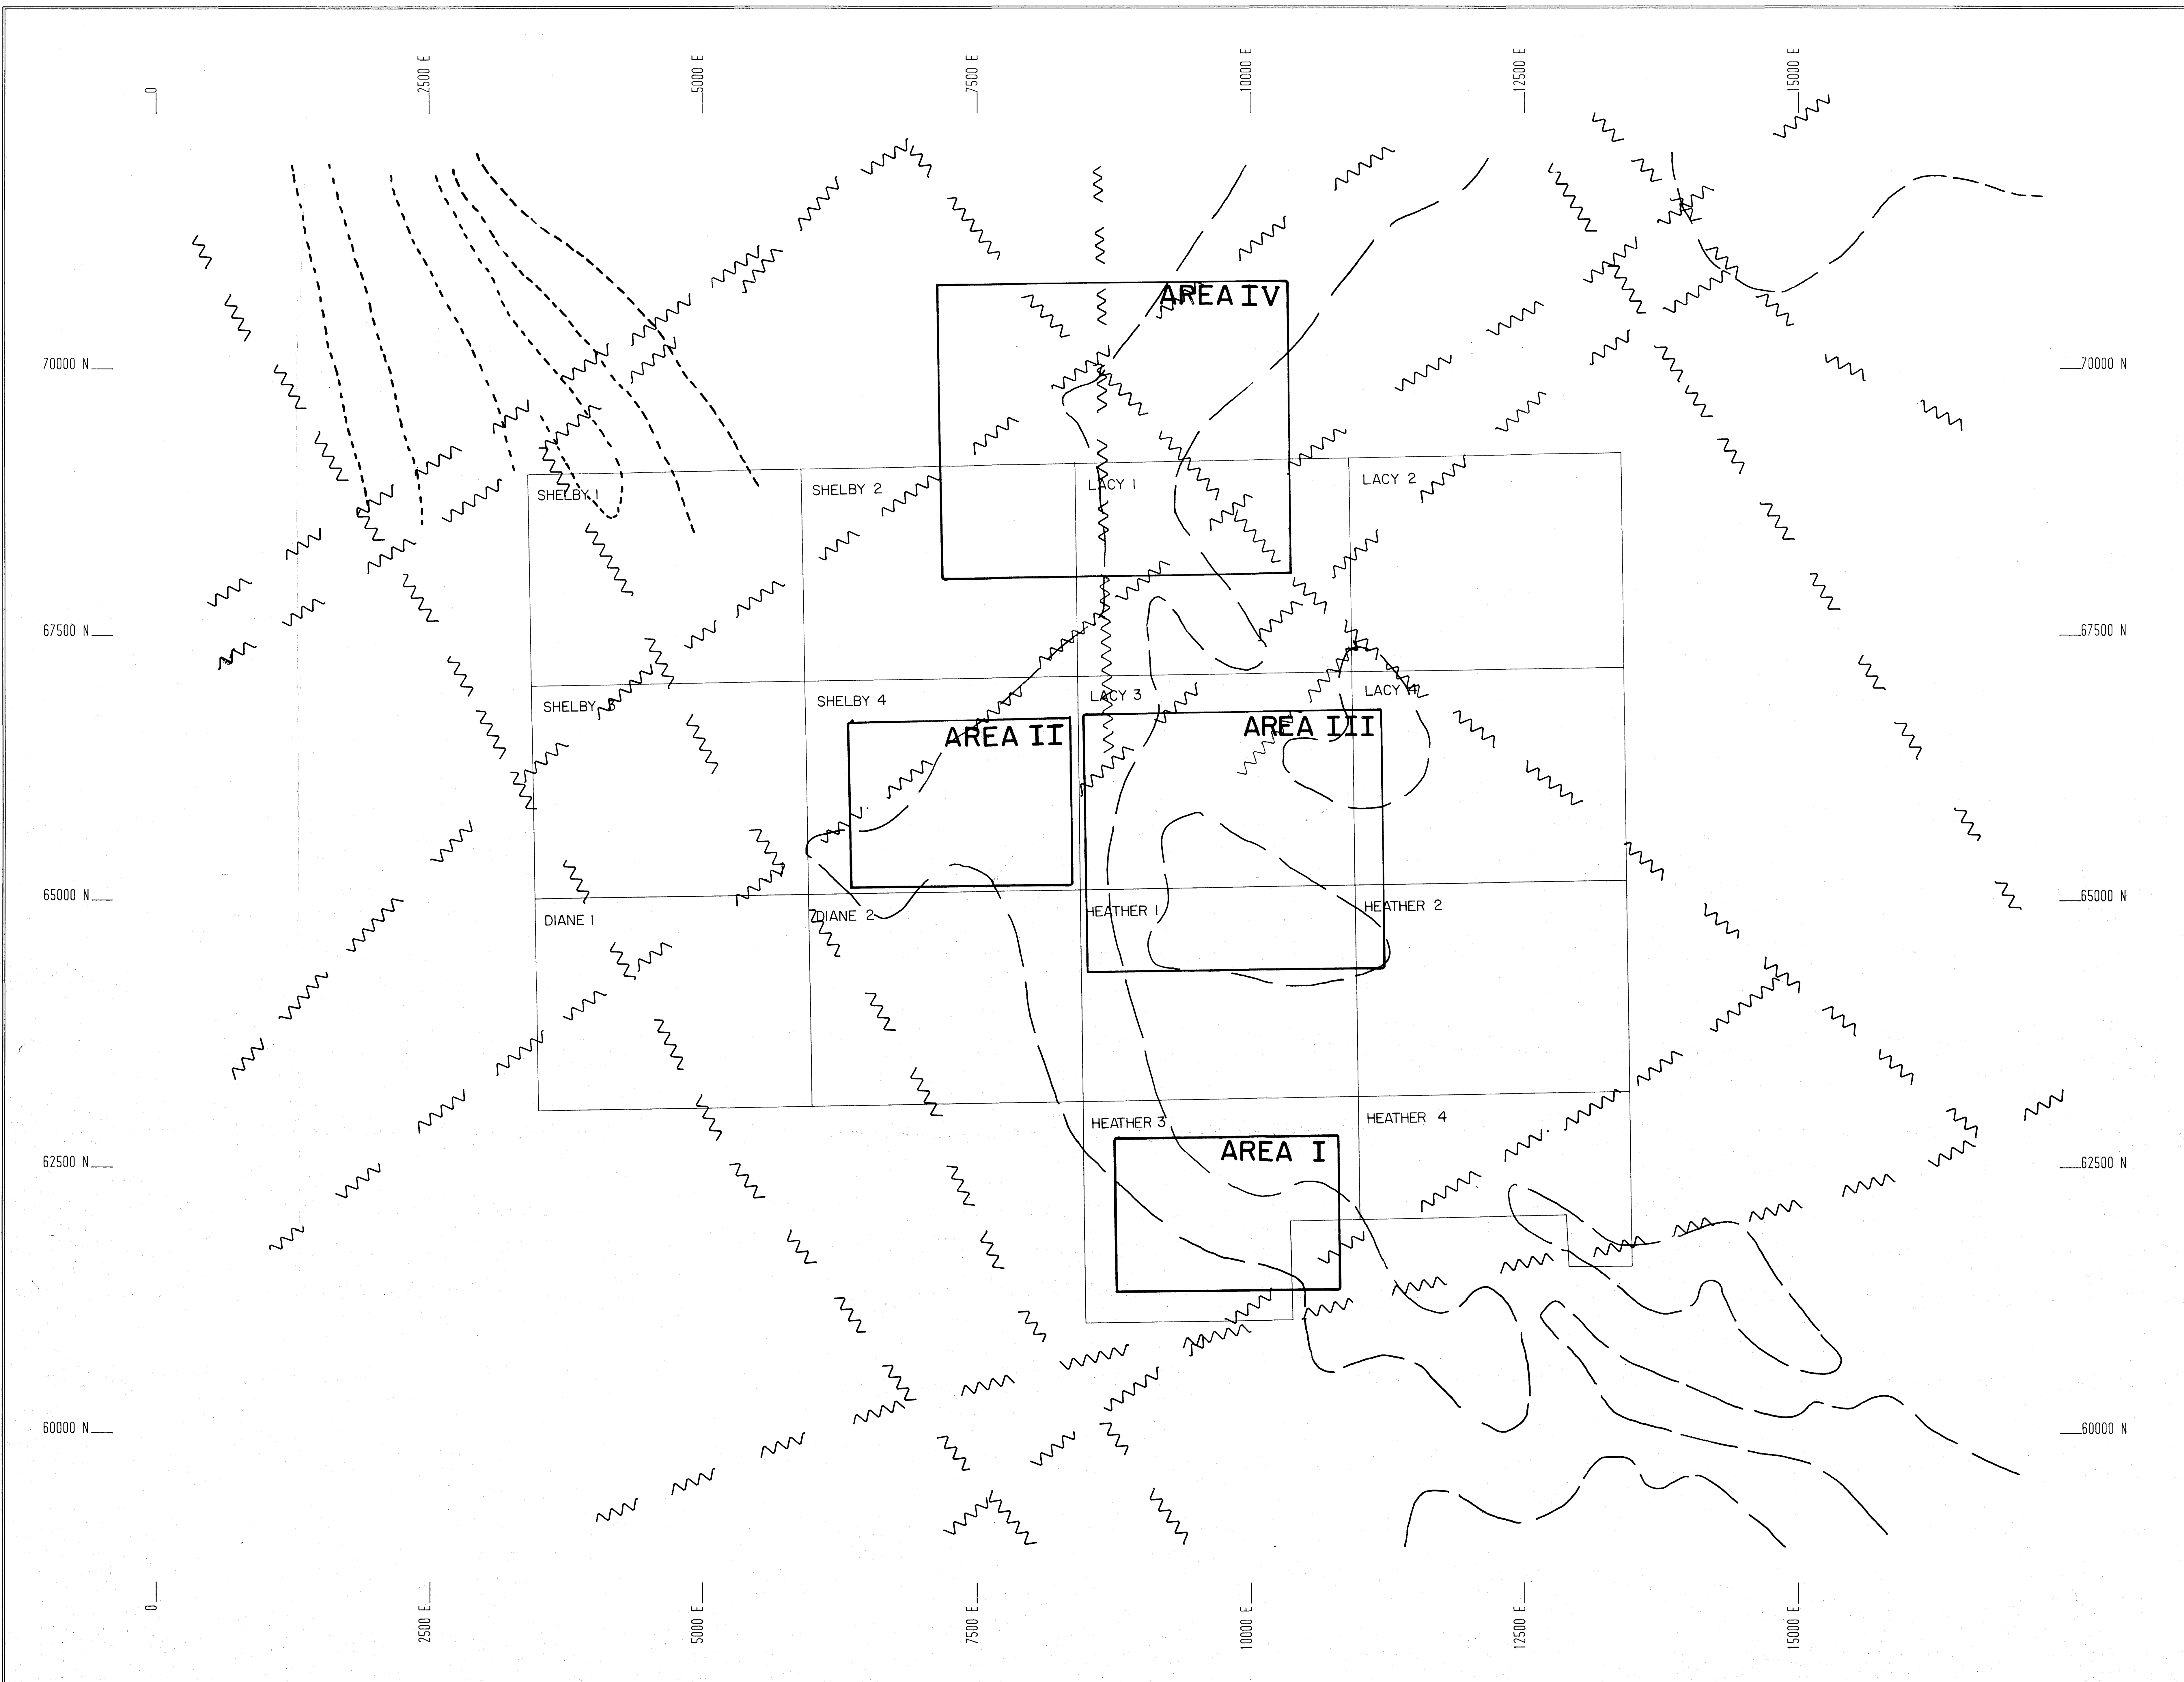 0
2500 E
5000 E
7500 E
10000 E
12500 E
15000 E
AREA IV
70000 N
70000 N
SHELBY 1
SHELBY 2
LACY 1
LACY 2
67500 N
67500 N
SHELBY 3
SHELBY 4
LACY 3
LACY 4
AREA II
AREA III
65000 N
65000 N
DIANE 1
DIANE 2
HEATHER 1
HEATHER 2
HEATHER 3
HEATHER 4
AREA I
62500 N
62500 N
60000 N
60000 N
0
2500 E
5000 E
7500 E
10000 E
12500 E
15000 E